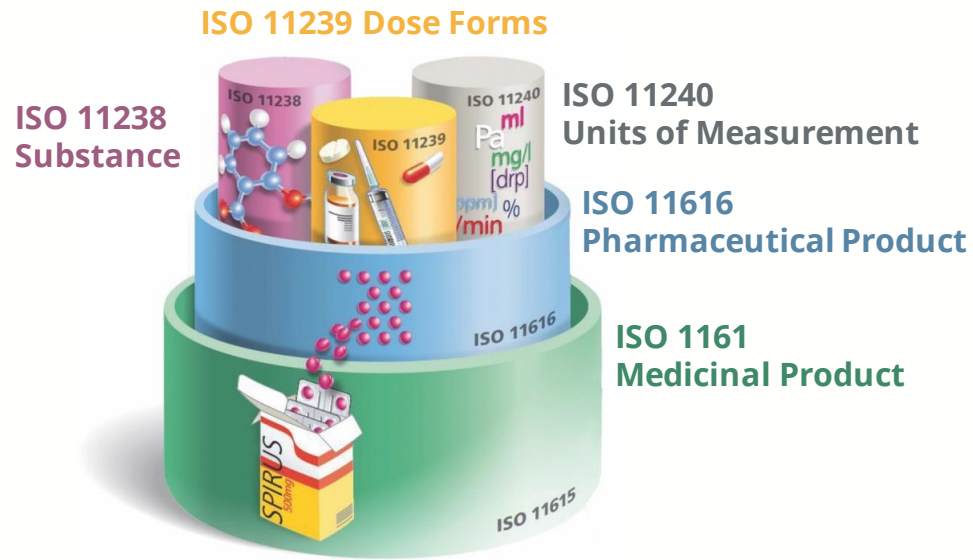 ISO 11239 Dose Forms
ISO 11238
Substance
ISO 11240
Units of Measurement
ISO 11616
Pharmaceutical Product
ISO 1161
Medicinal Product
ISO 11238
ISO 11239
ISO 11240
ml
Pa
mg/l
[drp]
ppm]
%
/min
ISO 11616
SPIRUS
500mg
ISO 11615